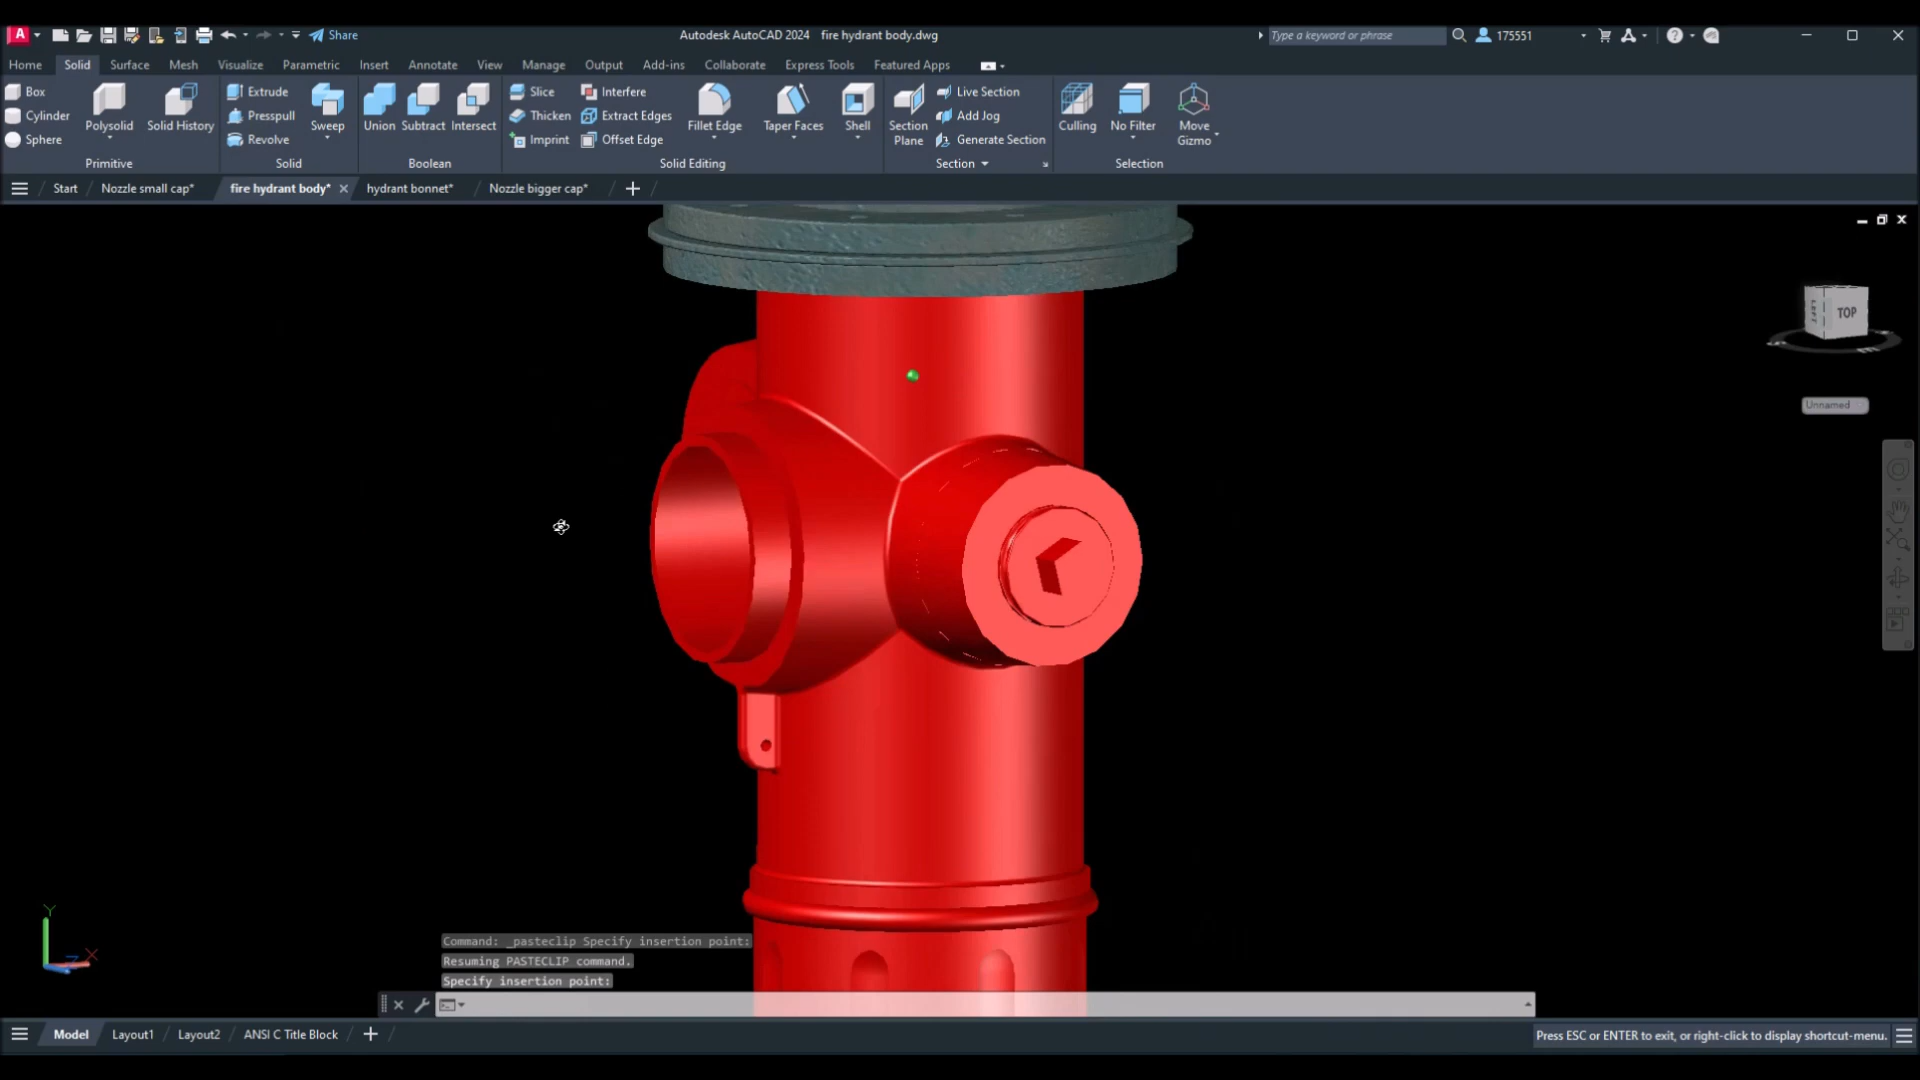 A Share Autodesk AutoCAD 2024 fire hydrant body.dwg Type a keyword or phrase 175551
Home Solid Surface Mesh Visualize Parametric Insert Annotate View Manage Output Add-ins Collaborate Express Tools Featured Apps
Box Extrude Slice Interfere Live Section
Cylinder Presspull Thicken Extract Edges Add Jog
Polysolid Solid History Sweep Union Subtract Intersect Fillet Edge Taper Faces Shell Section Plane Culling No Filter Move Gizmo
Sphere Revolve Imprint Offset Edge Generate Section
Primitive Solid Boolean Solid Editing Section Selection
Start Nozzle small cap* fire hydrant body* hydrant bonnet* Nozzle bigger cap*
LEFT TOP
S E
Unnamed
Y
Z X
Command: _pasteclip Specify insertion point:
Resuming PASTECLIP command.
Specify insertion point:
Model Layout1 Layout2 ANSI C Title Block Press ESC or ENTER to exit, or right-click to display shortcut-menu.